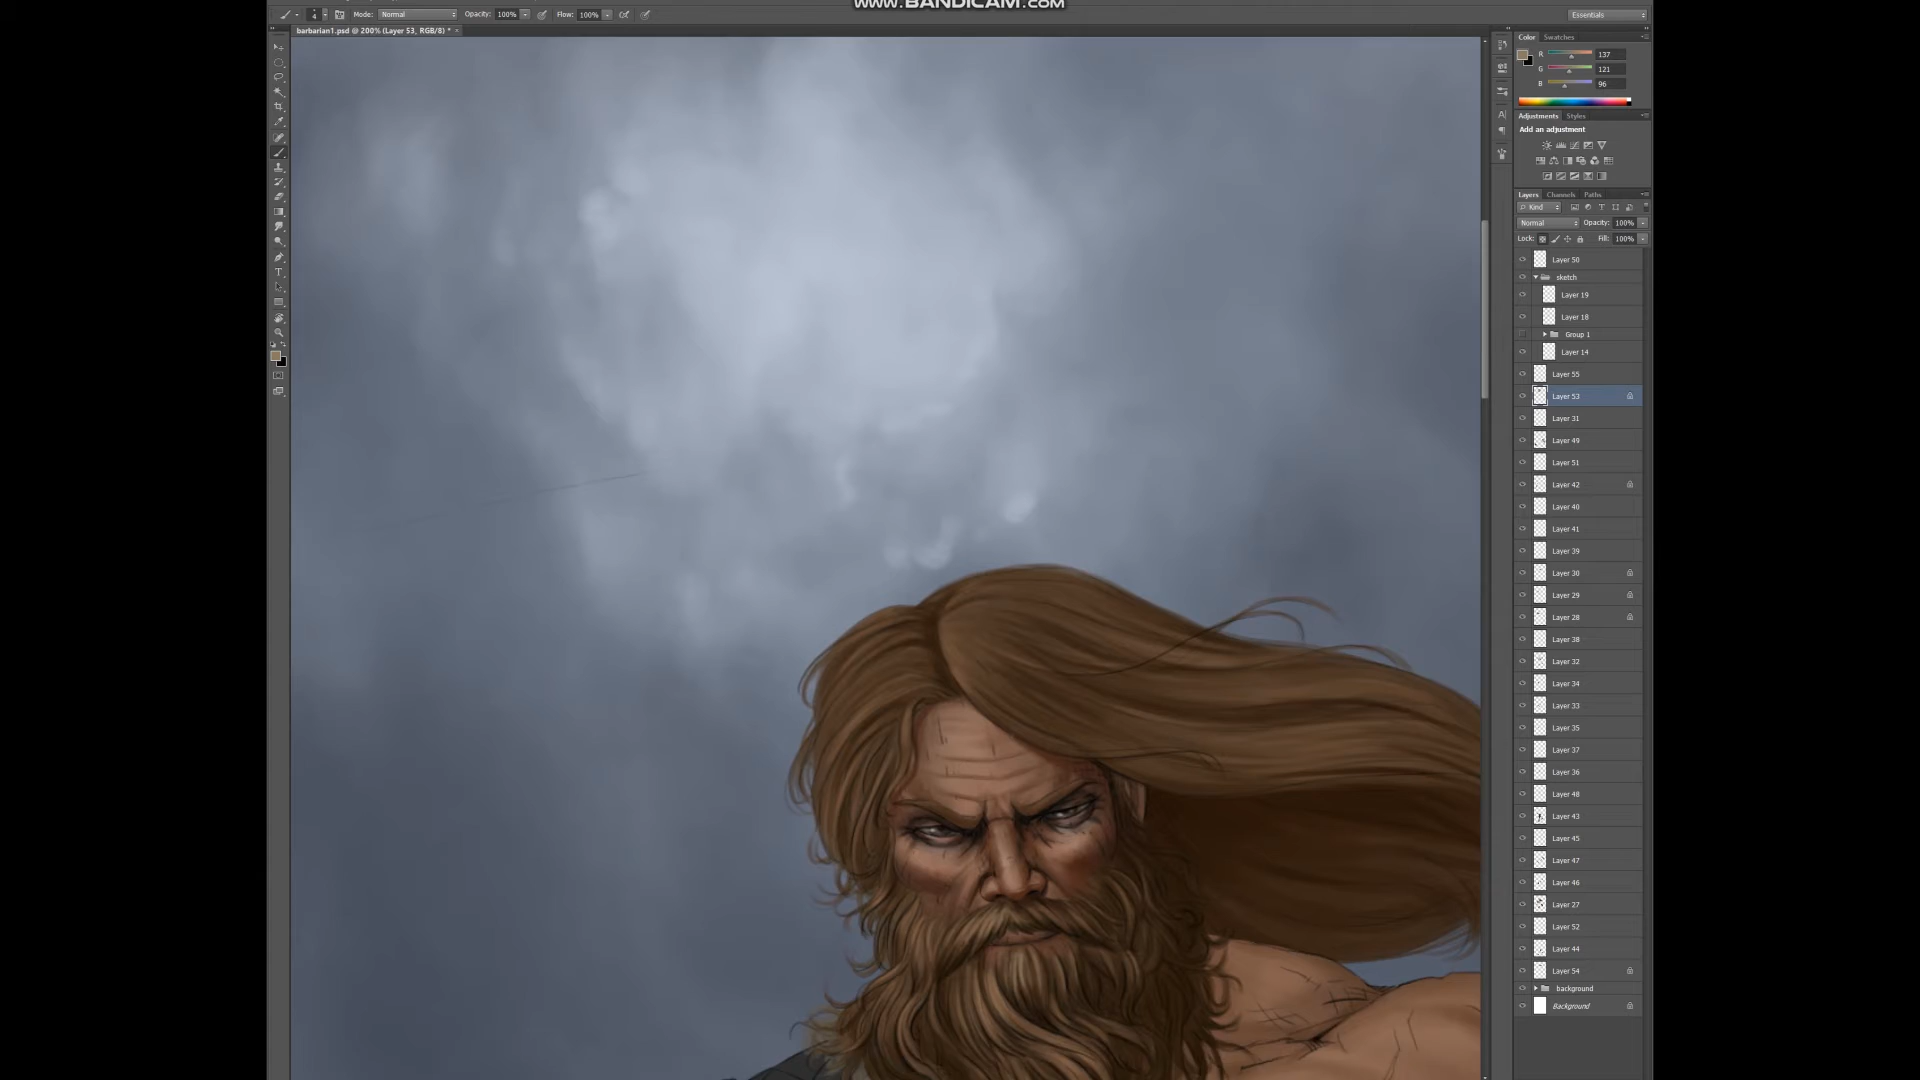 www.BANDICAM.com
4 Mode: Normal Opacity: 100% Flow: 100% Essentials
barbarian1.psd @ 200% (Layer 53, RGB/8) * ×
Color Swatches
R 137
G 121
B 96
Adjustments Styles
Add an adjustment
Layers Channels Paths
Kind
Normal Opacity: 100%
Lock: Fill: 100%
Layer 50
sketch
Layer 19
Layer 18
Group 1
Layer 14
Layer 55
Layer 53
Layer 31
Layer 49
Layer 51
Layer 42
Layer 40
Layer 41
Layer 39
Layer 30
Layer 29
Layer 28
Layer 38
Layer 32
Layer 34
Layer 33
Layer 35
Layer 37
Layer 36
Layer 48
Layer 43
Layer 45
Layer 47
Layer 46
Layer 27
Layer 52
Layer 44
Layer 54
background
Background